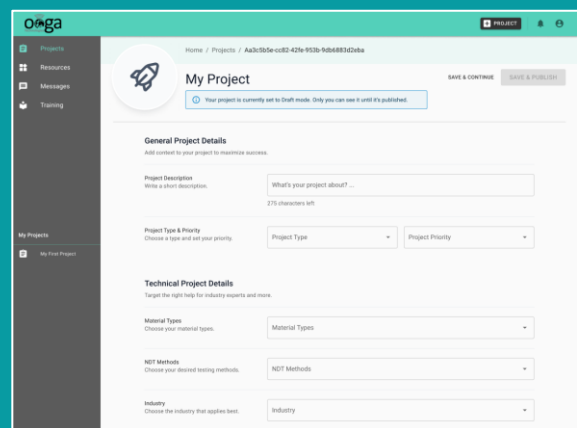 ooga
PROJECT
Projects
Resources
Messages
Training
My Projects
My First Project
Home / Projects / Aa3c5b5e-cc82-42fe-953b-9db6883d2eba
My Project
SAVE & CONTINUE
SAVE & PUBLISH
Your project is currently set to Draft mode. Only you can see it until it's published.
General Project Details
Add context to your project to maximize success.
Project Description
Write a short description.
What's your project about? ...
275 characters left
Project Type & Priority
Choose a type and set your priority.
Project Type
Project Priority
Technical Project Details
Target the right help for industry experts and more.
Material Types
Choose your material types.
Material Types
NDT Methods
Choose your desired testing methods.
NDT Methods
Industry
Choose the industry that applies best.
Industry